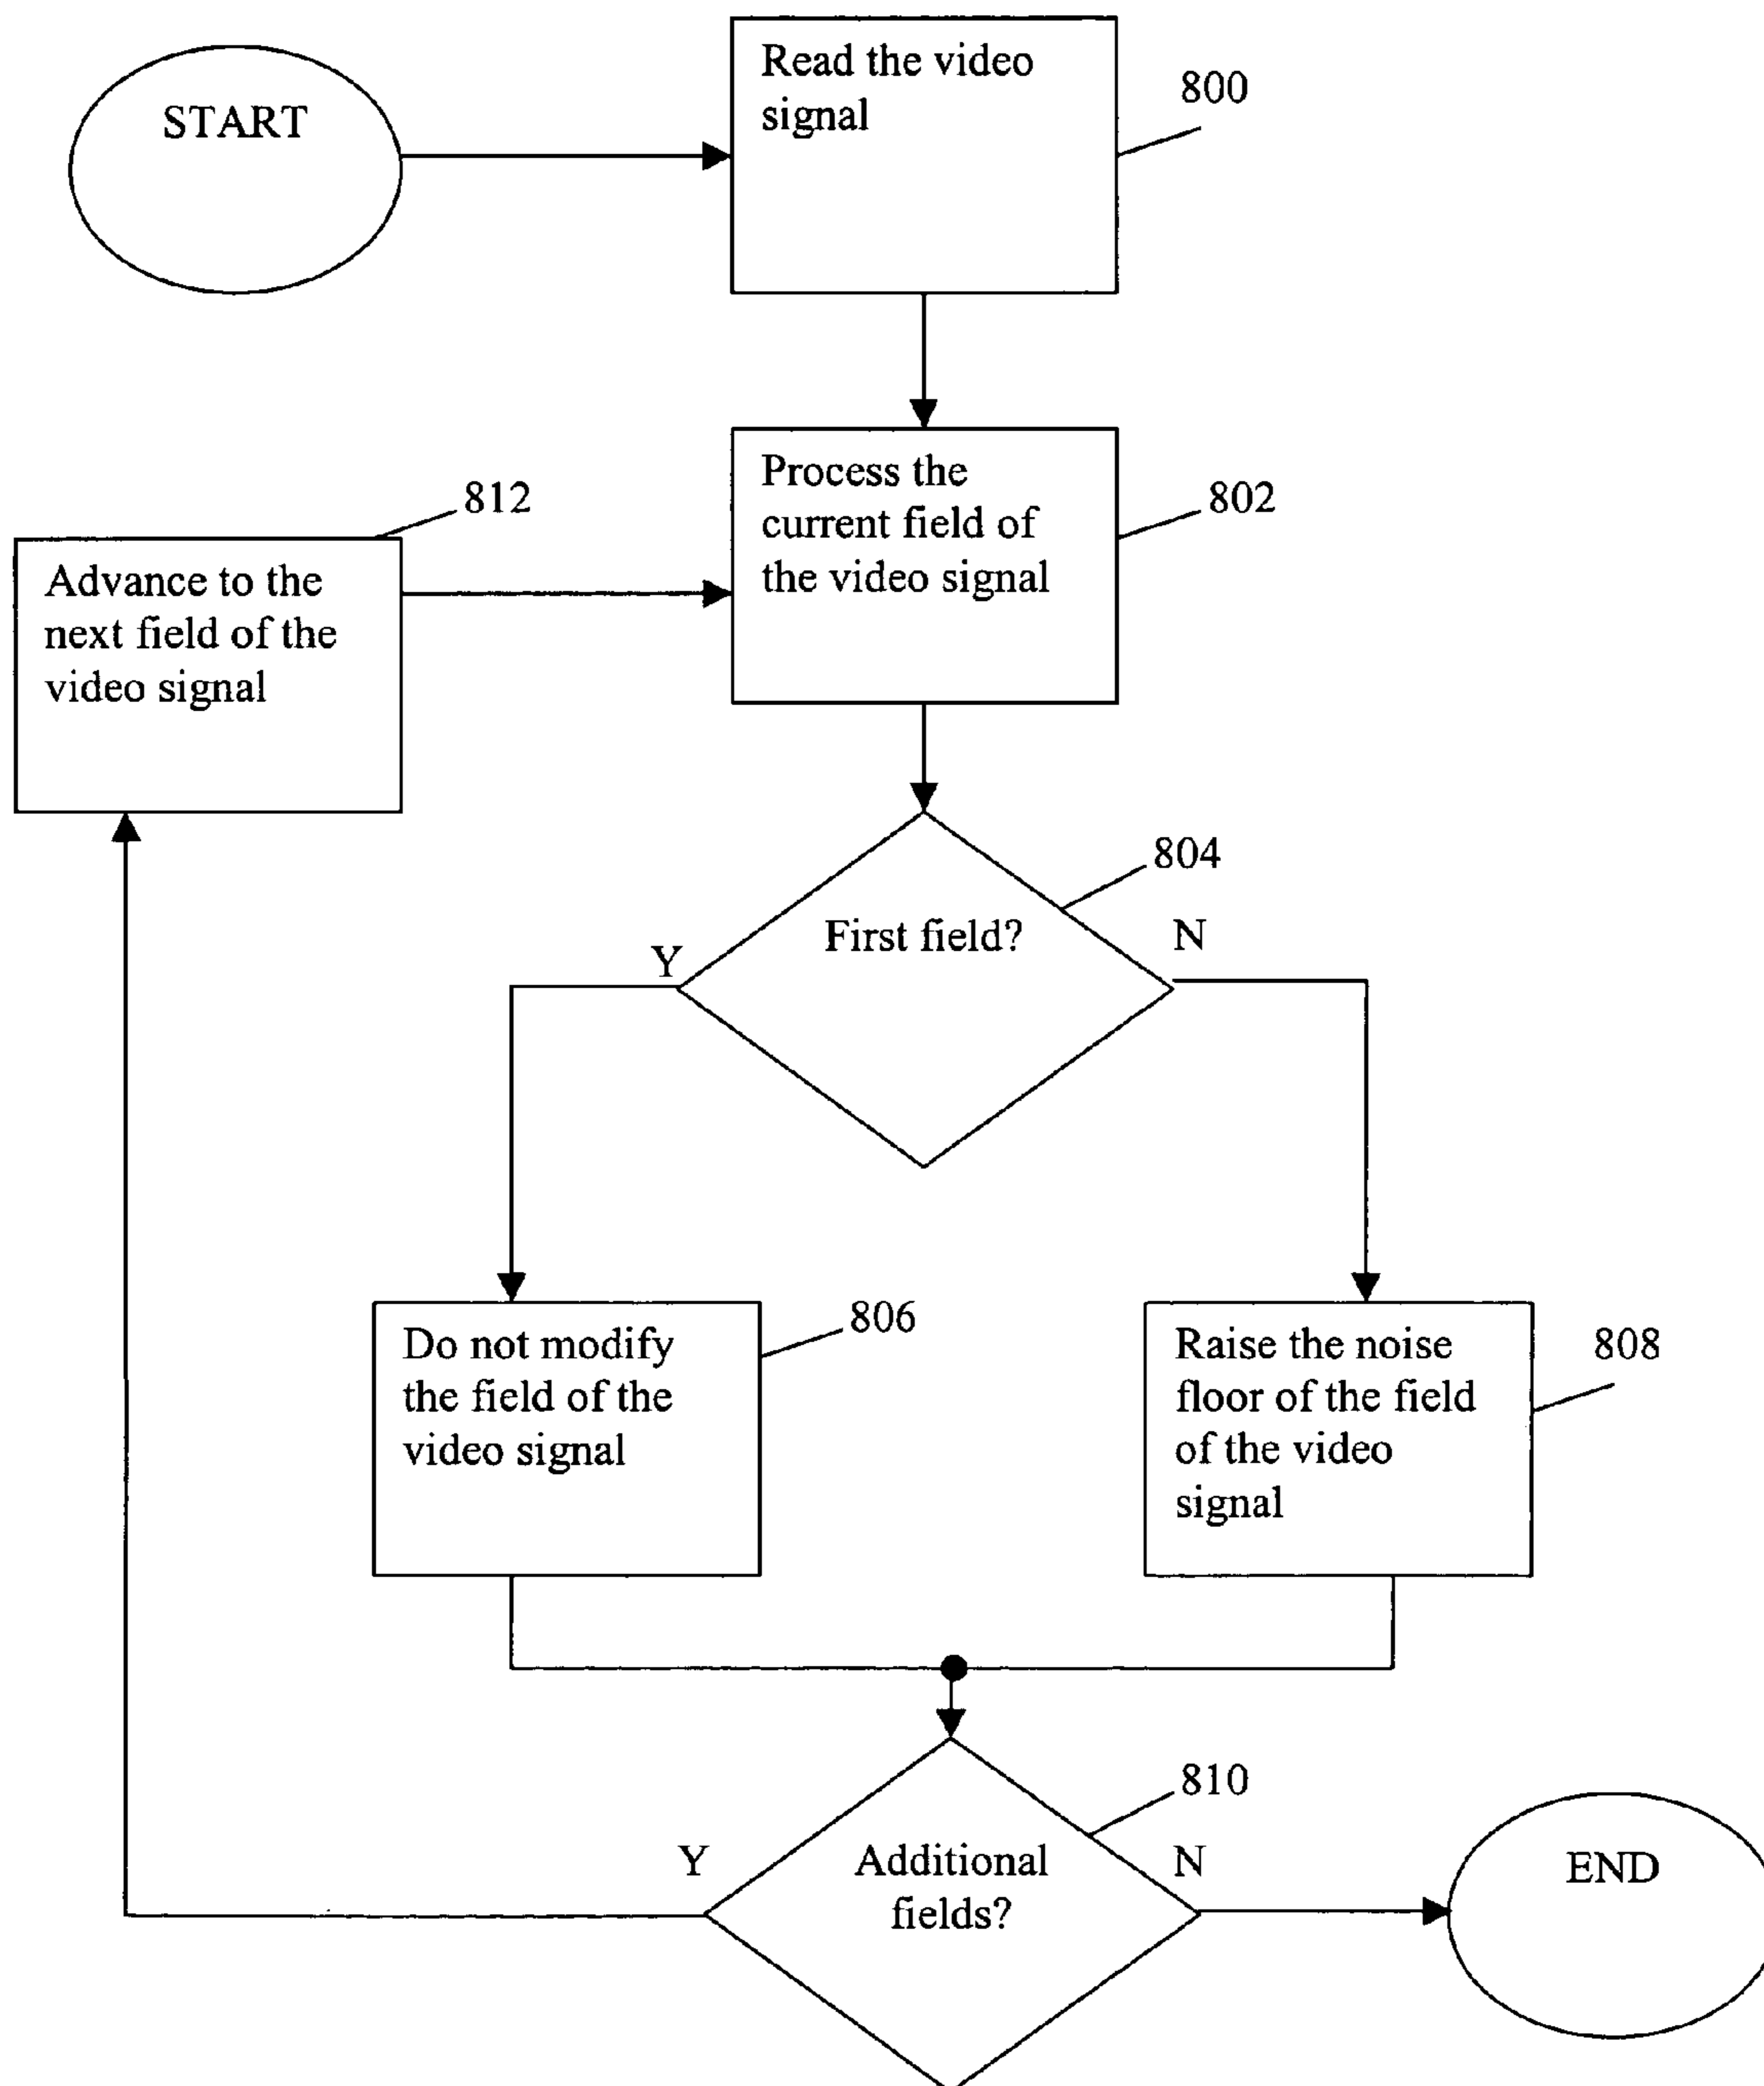 START
Read the video
signal
800
Process the
current field of
the video signal
802
812
Advance to the
next field of the
video signal
804
First field?
Y
N
Do not modify
the field of the
video signal
806
Raise the noise
floor of the field
of the video
signal
808
810
Additional
fields?
Y
N
END